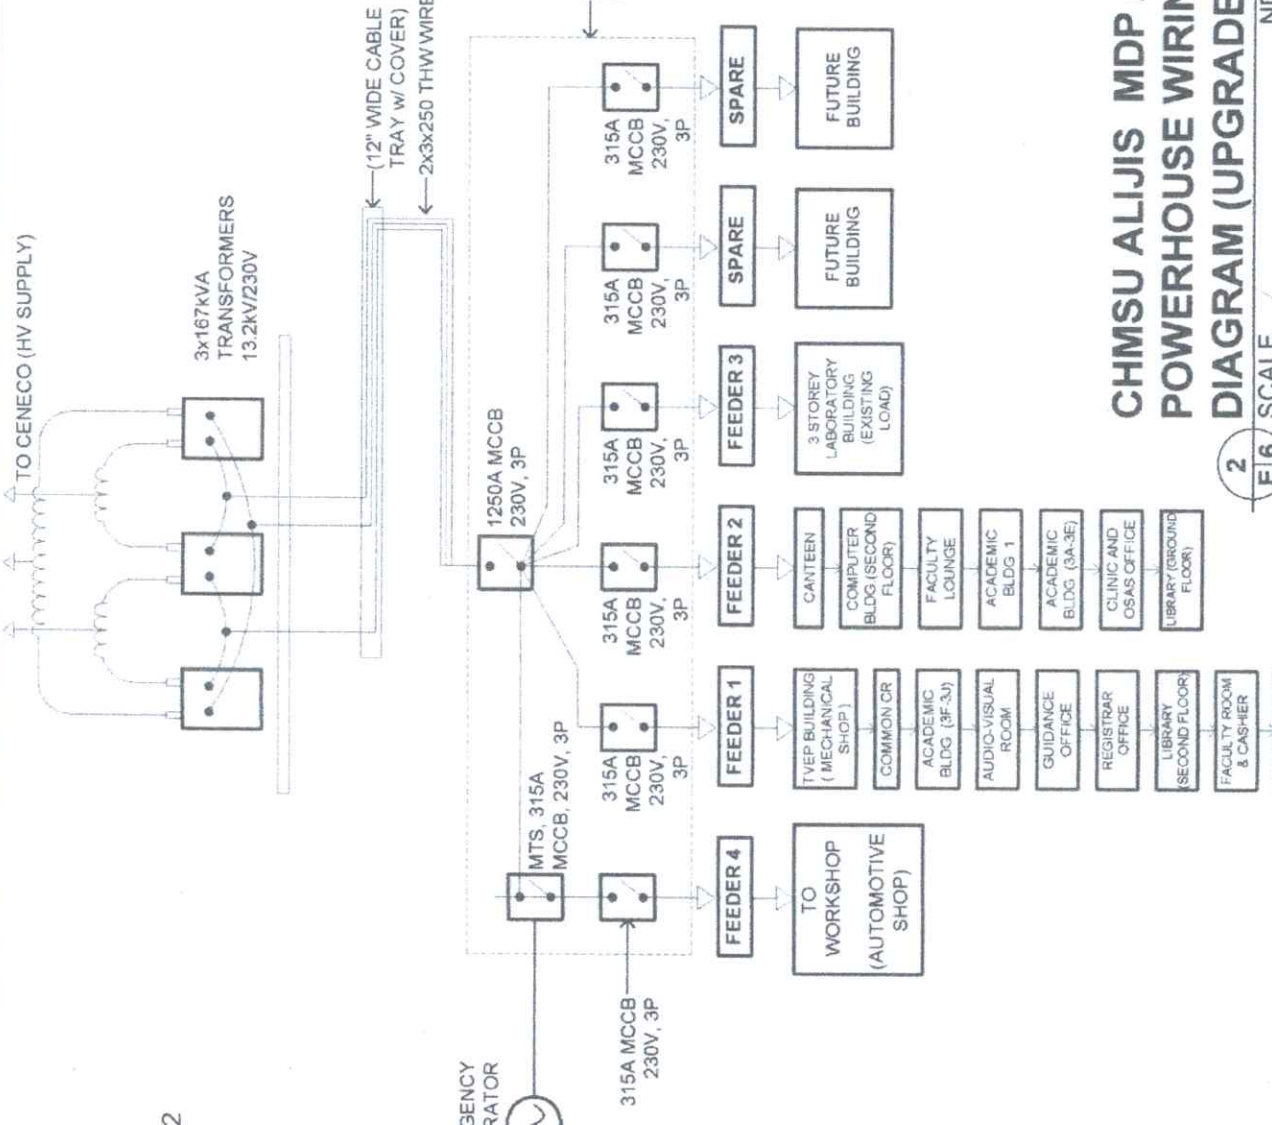 TO CENECO (HV SUPPLY)
3x167kVA
TRANSFORMERS
13.2kV/230V
(12" WIDE CABLE
TRAY w/ COVER)
2x3x250 THW WIRE
1250A MCCB
230V, 3P
MTS, 315A
MCCB, 230V, 3P
315A MCCB
230V, 3P
315A
MCCB
230V,
3P
315A
MCCB
230V,
3P
315A
MCCB
230V,
3P
315A
MCCB
230V,
3P
315A
MCCB
230V,
3P
GENCY
RATOR
2
FEEDER 4
TO
WORKSHOP
(AUTOMOTIVE
SHOP)
FEEDER 1
TVEP BUILDING
( MECHANICAL
SHOP )
COMMON CR
ACADEMIC
BLDG (3F-3J)
AUDIO-VISUAL
ROOM
GUIDANCE
OFFICE
REGISTRAR
OFFICE
LIBRARY
(SECOND FLOOR)
FACULTY ROOM
& CASHIER
FEEDER 2
CANTEEN
COMPUTER
BLDG (SECOND
FLOOR)
FACULTY
LOUNGE
ACADEMIC
BLDG 1
ACADEMIC
BLDG (3A-3E)
CLINIC AND
OSAS OFFICE
LIBRARY (GROUND
FLOOR)
FEEDER 3
3 STOREY
LABORATORY
BUILDING
(EXISTING
LOAD)
SPARE
FUTURE
BUILDING
SPARE
FUTURE
BUILDING
CHMSU ALIJIS MDP
POWERHOUSE WIRIN
DIAGRAM (UPGRADE
2
E 6
SCALE